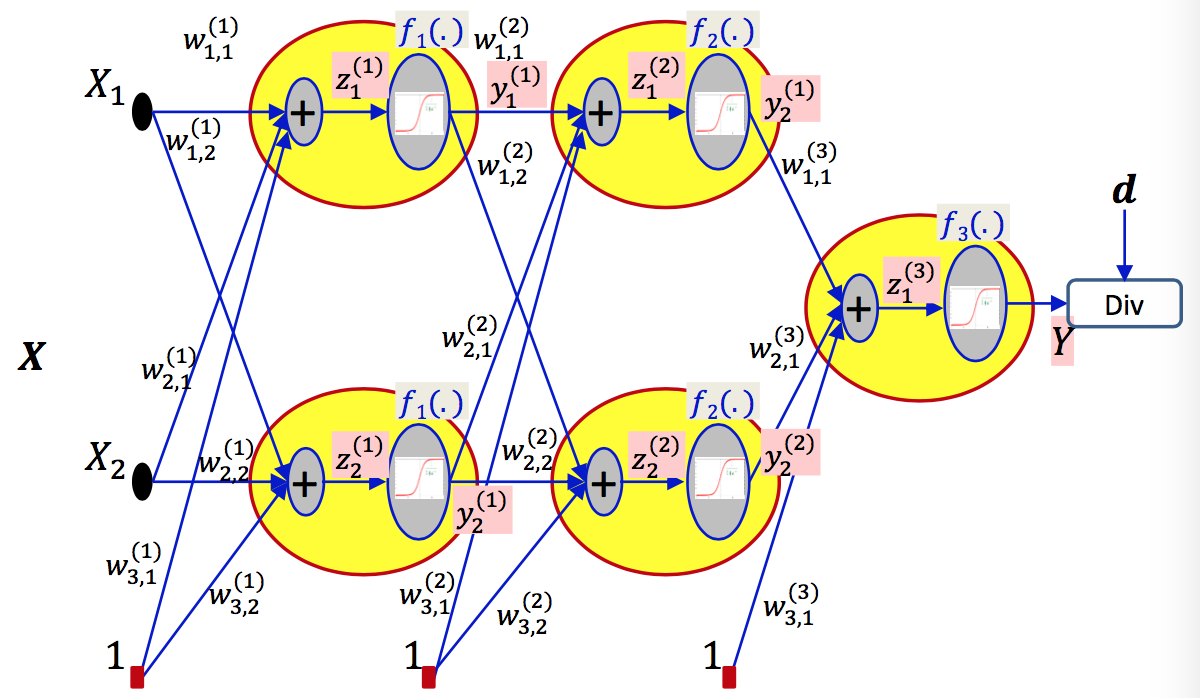 w_{1,1}^{(1)}
f_1(.)
w_{1,1}^{(2)}
f_2(.)
X_1
z_1^{(1)}
y_1^{(1)}
z_1^{(2)}
y_2^{(1)}
+
+
w_{1,2}^{(1)}
w_{1,2}^{(2)}
w_{1,1}^{(3)}
d
f_3(.)
z_1^{(3)}
+
Div
Y
X
w_{2,1}^{(1)}
w_{2,1}^{(2)}
w_{2,1}^{(3)}
f_1(.)
f_2(.)
X_2
w_{2,2}^{(1)}
z_2^{(1)}
w_{2,2}^{(2)}
z_2^{(2)}
y_2^{(2)}
+
+
y_2^{(1)}
w_{3,1}^{(1)}
w_{3,2}^{(1)}
w_{3,1}^{(2)}
w_{3,2}^{(2)}
w_{3,1}^{(3)}
1
1
1